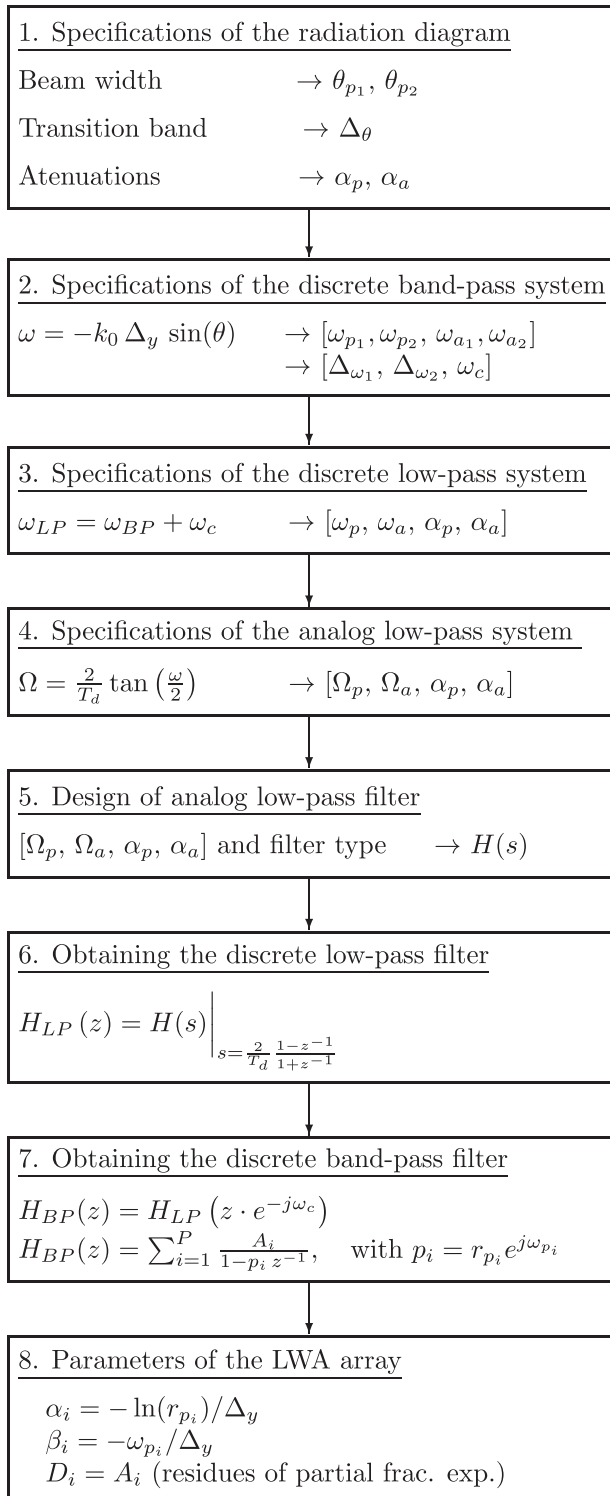 1. Specifications of the radiation diagram
Beam width → θ_{p_1}, θ_{p_2}
Transition band → Δ_θ
Atenuations → α_p, α_a
2. Specifications of the discrete band-pass system
ω = −k_0 Δ_y sin(θ) → [ω_{p_1}, ω_{p_2}, ω_{a_1}, ω_{a_2}]
→ [Δ_{ω_1}, Δ_{ω_2}, ω_c]
3. Specifications of the discrete low-pass system
ω_{LP} = ω_{BP} + ω_c → [ω_p, ω_a, α_p, α_a]
4. Specifications of the analog low-pass system
Ω = \frac{2}{T_d} tan(\frac{ω}{2}) → [Ω_p, Ω_a, α_p, α_a]
5. Design of analog low-pass filter
[Ω_p, Ω_a, α_p, α_a] and filter type → H(s)
6. Obtaining the discrete low-pass filter
H_{LP}(z) = H(s)|_{s=\frac{2}{T_d}\frac{1−z^{−1}}{1+z^{−1}}}
7. Obtaining the discrete band-pass filter
H_{BP}(z) = H_{LP}(z · e^{−jω_c})
H_{BP}(z) = \sum_{i=1}^{P} \frac{A_i}{1−p_i z^{−1}}, with p_i = r_{p_i} e^{jω_{p_i}}
8. Parameters of the LWA array
α_i = − ln(r_{p_i})/Δ_y
β_i = −ω_{p_i}/Δ_y
D_i = A_i (residues of partial frac. exp.)